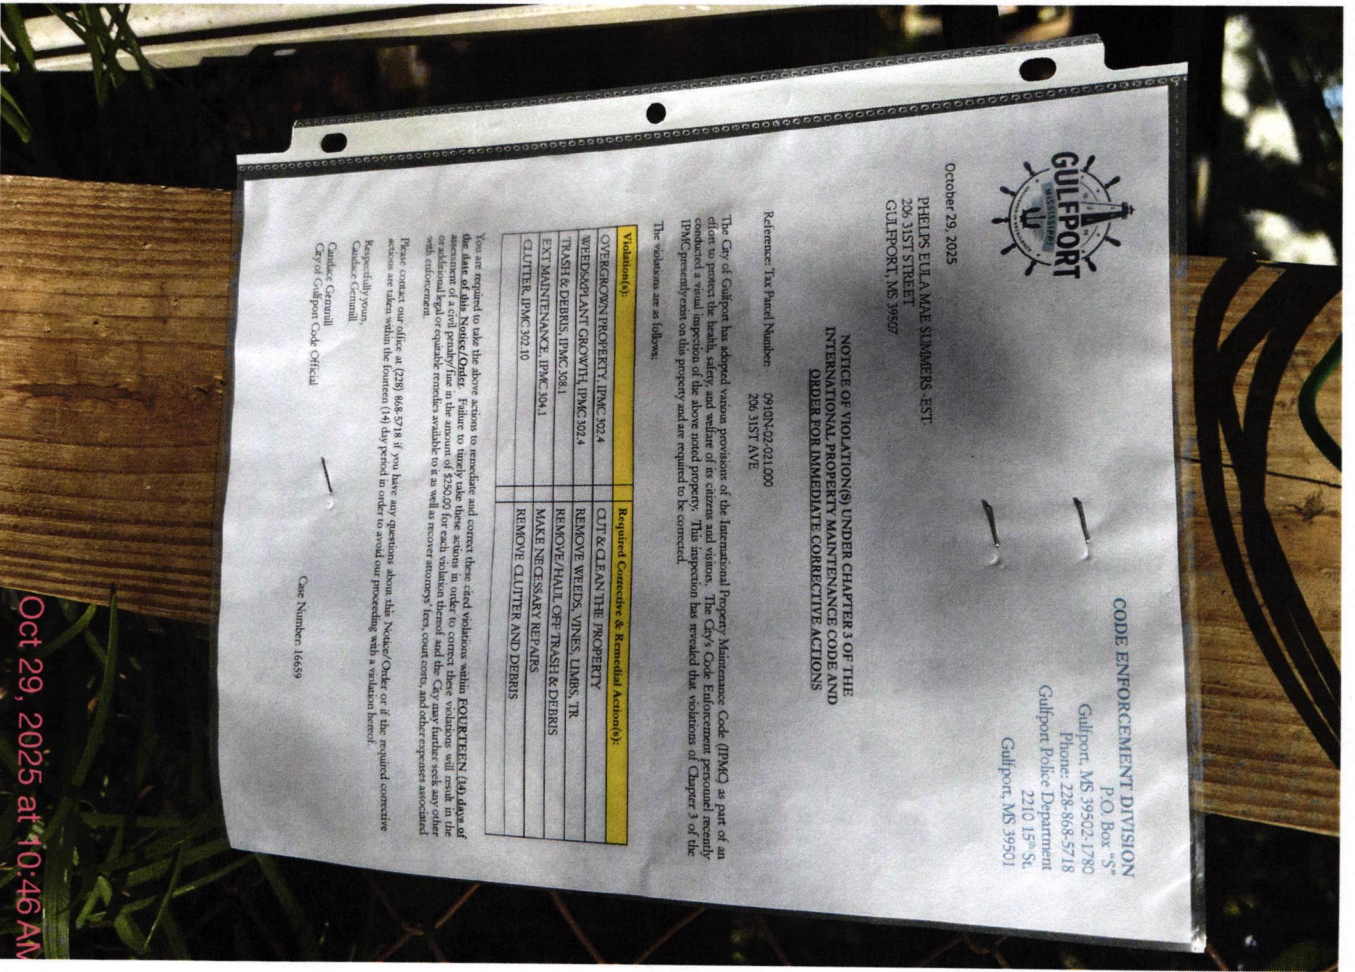 GULFPORT
MISSISSIPPI
CODE ENFORCEMENT DIVISION
P.O. Box "S"
Gulfport, MS 39502-1780
Phone: 228-868-5718
Gulfport Police Department
2210 15th St.
Gulfport, MS 39501
October 29, 2025
PHELPS EULA MAE SUMMERS -EST-
206 31ST STREET
GULFPORT, MS 39507
NOTICE OF VIOLATION(S) UNDER CHAPTER 3 OF THE
INTERNATIONAL PROPERTY MAINTENANCE CODE AND
ORDER FOR IMMEDIATE CORRECTIVE ACTIONS
Reference: Tax Parcel Number: 0910N-02-021.000
206 31ST AVE
The City of Gulfport has adopted various provisions of the International Property Maintenance Code (IPMC) as part of an
effort to protect the health, safety, and welfare of its citizens and visitors. The City's Code Enforcement personnel recently
conducted a visual inspection of the above noted property. This inspection has revealed that violations of Chapter 3 of the
IPMC presently exist on this property and are required to be corrected.
The violations are as follows:
Violation(s): Required Corrective & Remedial Action(s):
OVERGROWN PROPERTY, IPMC 302.4 CUT & CLEAN THE PROPERTY
WEEDS&PLANT GROWTH, IPMC 302.4 REMOVE WEEDS, VINES, LIMBS, TR
TRASH & DEBRIS, IPMC 308.1 REMOVE/HAUL OFF TRASH & DEBRIS
EXT MAINTENANCE, IPMC 304.1 MAKE NECESSARY REPAIRS
CLUTTER, IPMC 302.10 REMOVE CLUTTER AND DEBRIS
You are required to take the above actions to remediate and correct these cited violations within FOURTEEN (14) days of
the date of this Notice/Order. Failure to timely take these actions in order to correct these violations will result in the
assessment of a civil penalty/fine in the amount of $250.00 for each violation thereof and the City may further seek any other
or additional legal or equitable remedies available to it as well as recover attorneys' fees, court costs, and other expenses associated
with enforcement.
Please contact our office at (228) 868-5718 if you have any questions about this Notice/Order or if the required corrective
actions are taken within the fourteen (14) day period in order to avoid our proceeding with a violation hereof.
Respectfully yours,
Candace Gemmill
Candace Gemmill
City of Gulfport Code Official
Case Number: 16659
Oct 29, 2025 at 10:46 AM